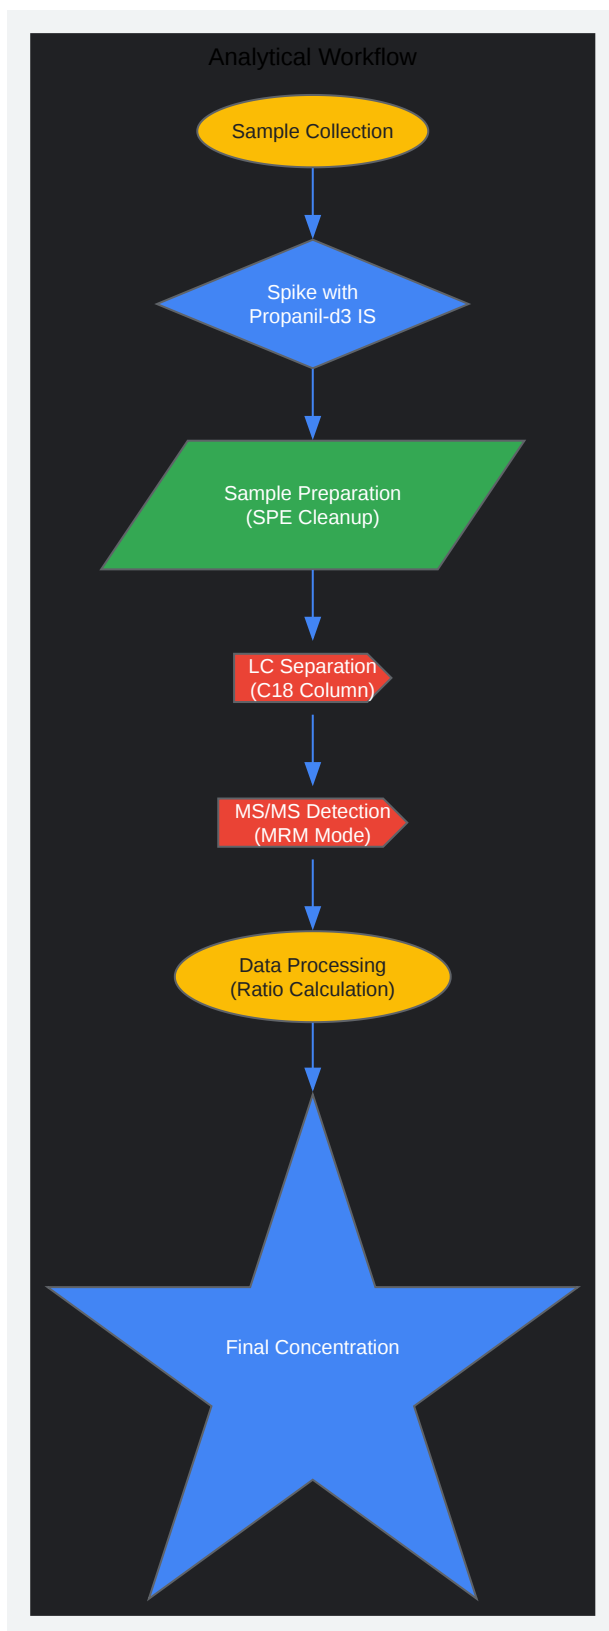 Analytical Workflow
Sample Collection
Spike with
Propanil-d3 IS
Sample Preparation
(SPE Cleanup)
LC Separation
(C18 Column)
MS/MS Detection
(MRM Mode)
Data Processing
(Ratio Calculation)
Final Concentration